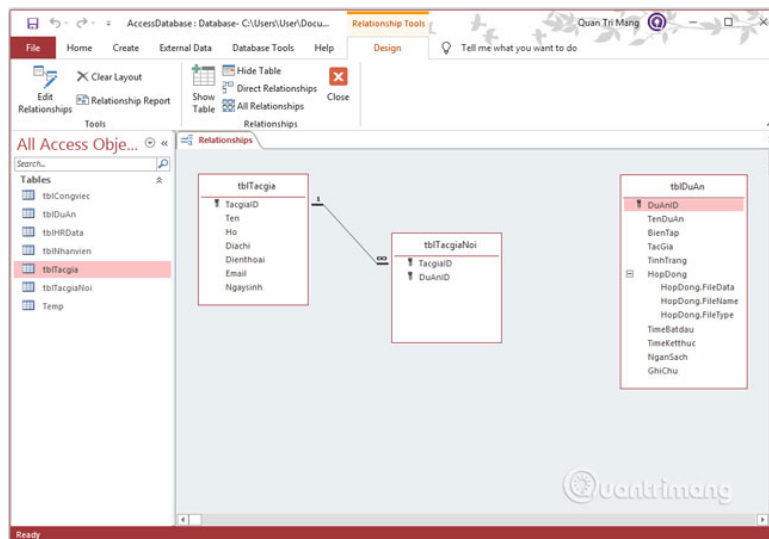 AccessDatabase : Database- C:\Users\User\Docu...
Relationship Tools
Quan Tri Mang
File
Home
Create
External Data
Database Tools
Help
Design
Tell me what you want to do
Edit Relationships
Clear Layout
Relationship Report
Tools
Show Table
Hide Table
Direct Relationships
All Relationships
Relationships
Close
All Access Obje...
Search...
Tables
tblCongviec
tblDuAn
tblHRData
tblNhanvien
tblTacgia
tblTacgiaNoi
Temp
Relationships
tblTacgia
TacgiaID
Ten
Ho
Diachi
Dienthoai
Email
Ngaysinh
1
∞
tblTacgiaNoi
TacgiaID
DuAnID
tblDuAn
DuAnID
TenDuAn
BienTap
TacGia
TinhTrang
HopDong
HopDong.FileData
HopDong.FileName
HopDong.FileType
TimeBatdau
TimeKetthuc
NganSach
GhiChu
Quantrimang
Ready